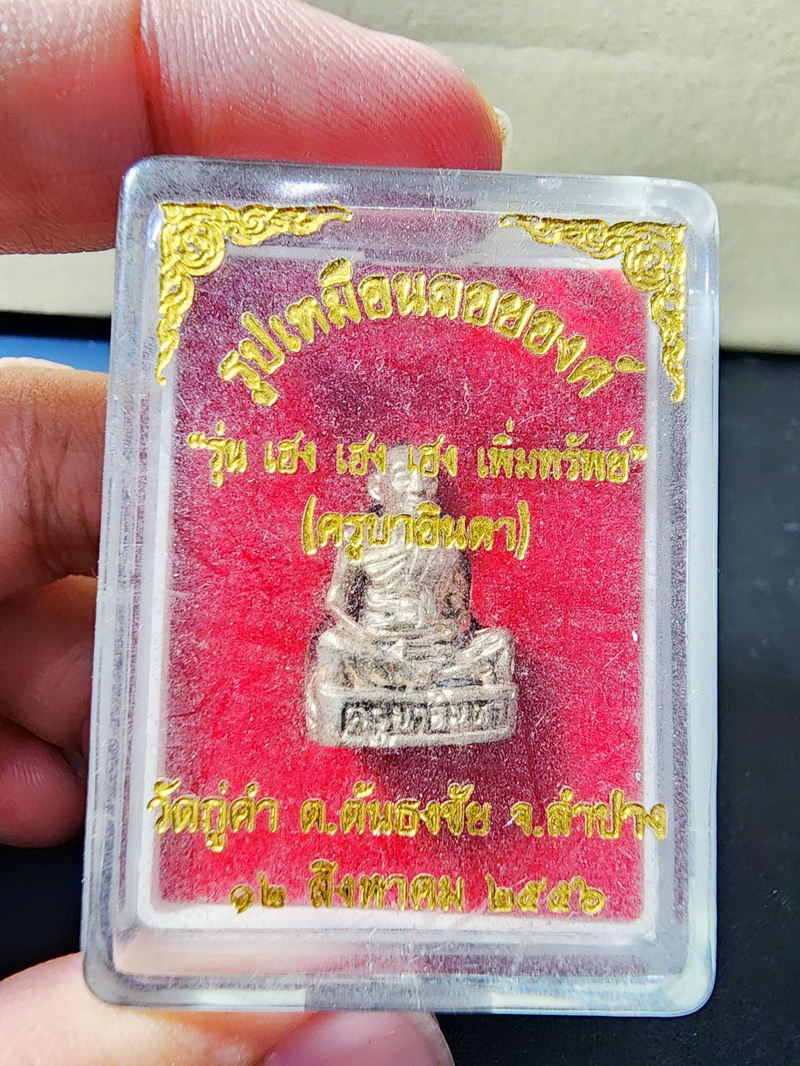 รูปเหมือนลอยองค์
"รุ่น เฮง เฮง เฮง เพิ่มทรัพย์"
(ครูบาอินตา)
ครูบาอินตา
วัดกู่คำ ต.ต้นธงชัย จ.ลำปาง
๑๒ สิงหาคม ๒๕๕๖